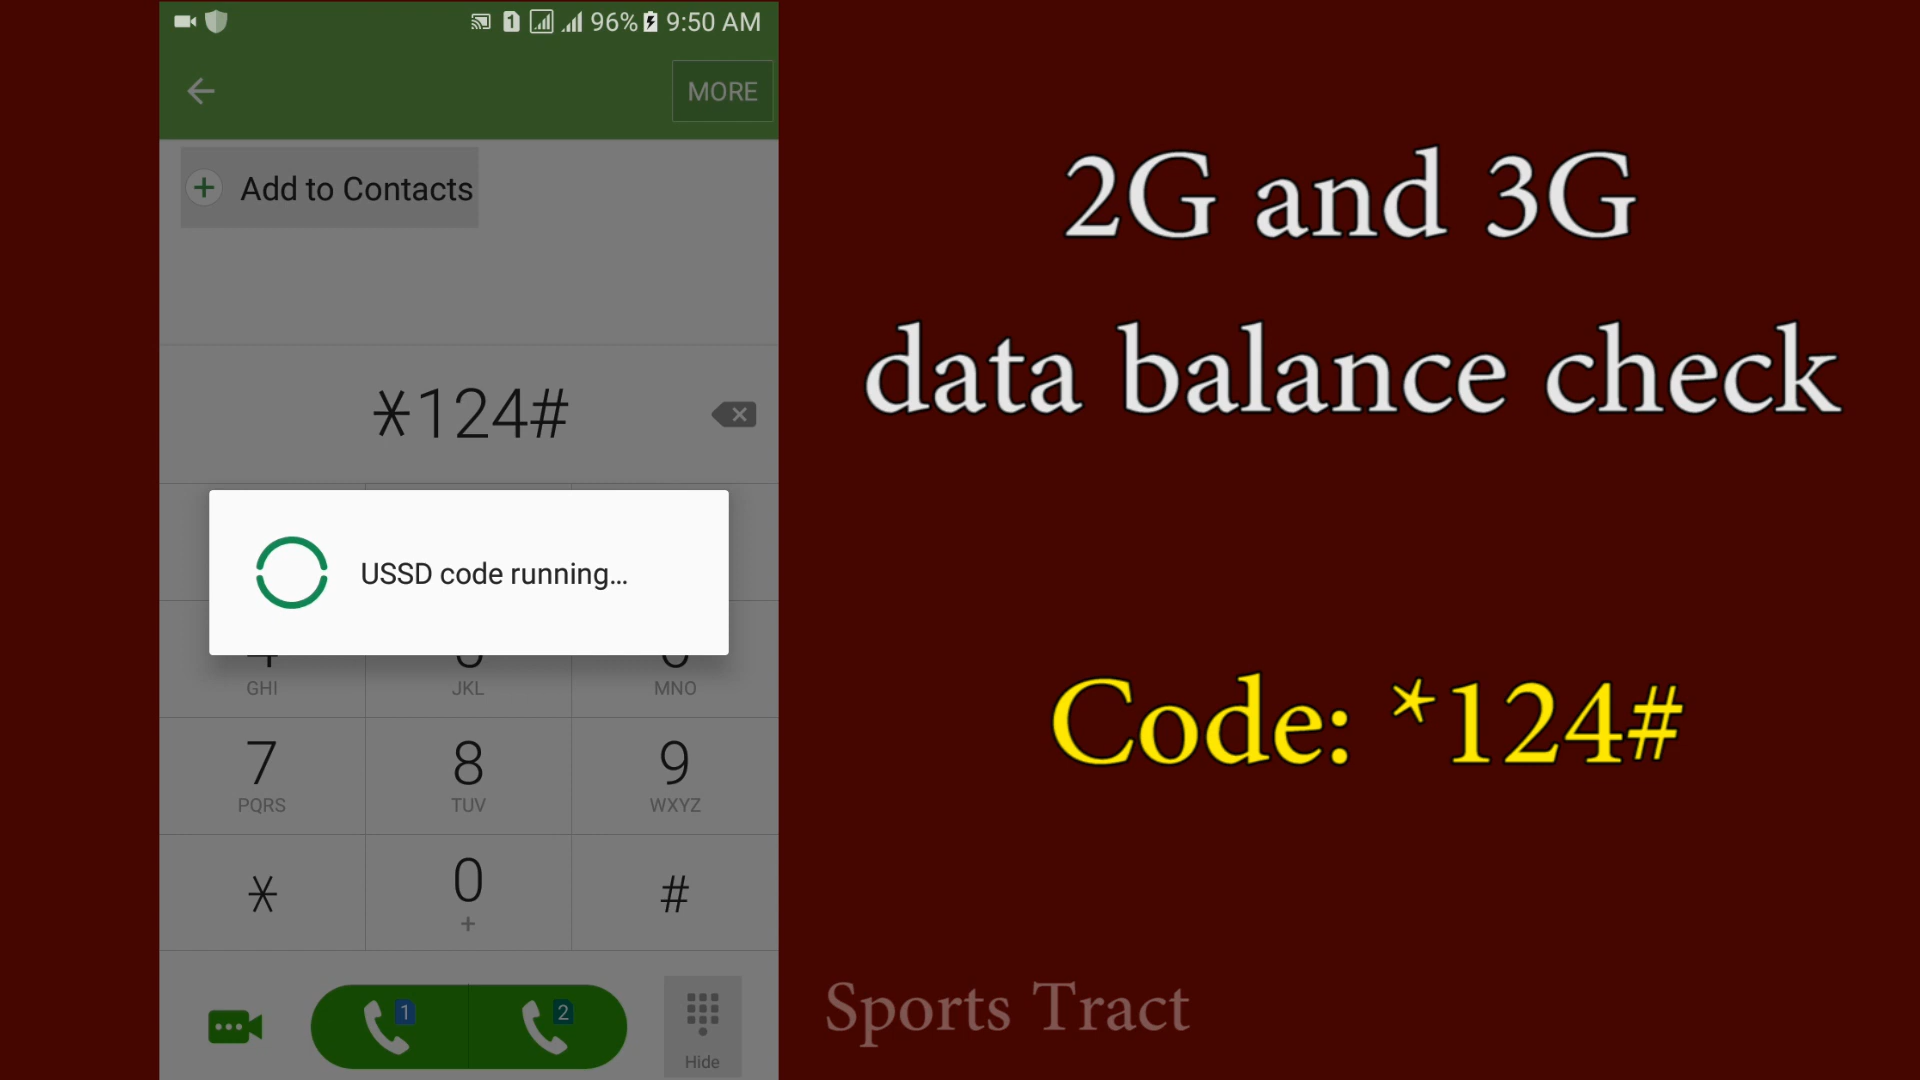 1 96% 9:50 AM
MORE
+ Add to Contacts
*124#
USSD code running...
GHI JKL MNO
7 8 9
PQRS TUV WXYZ
* 0 #
+
1 2
Hide
2G and 3G
data balance check
Code: *124#
Sports Tract